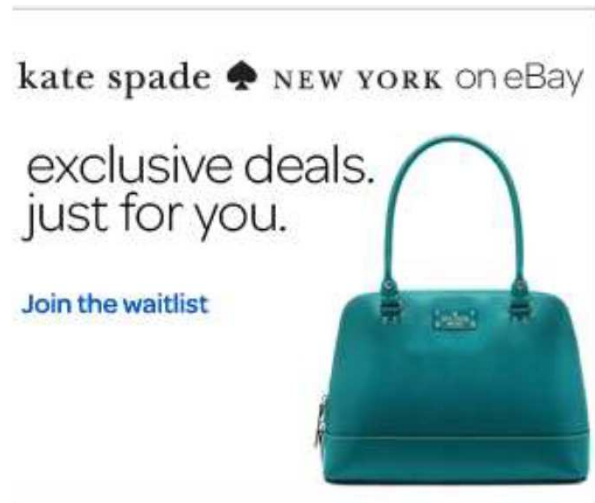 kate spade ♠ NEW YORK on eBay
exclusive deals.
just for you.
Join the waitlist